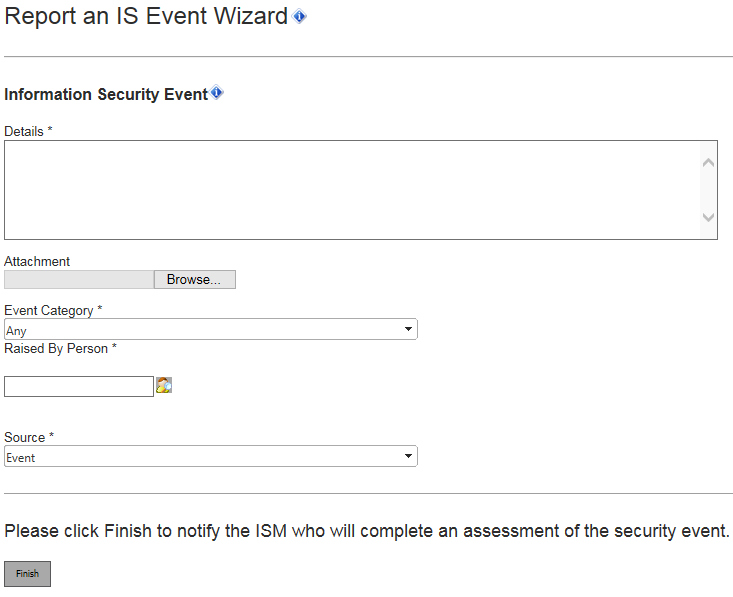 Report an IS Event Wizard
Information Security Event
Details *
Attachment
Browse...
Event Category *
Any
Raised By Person *
Source *
Event
Please click Finish to notify the ISM who will complete an assessment of the security event.
Finish